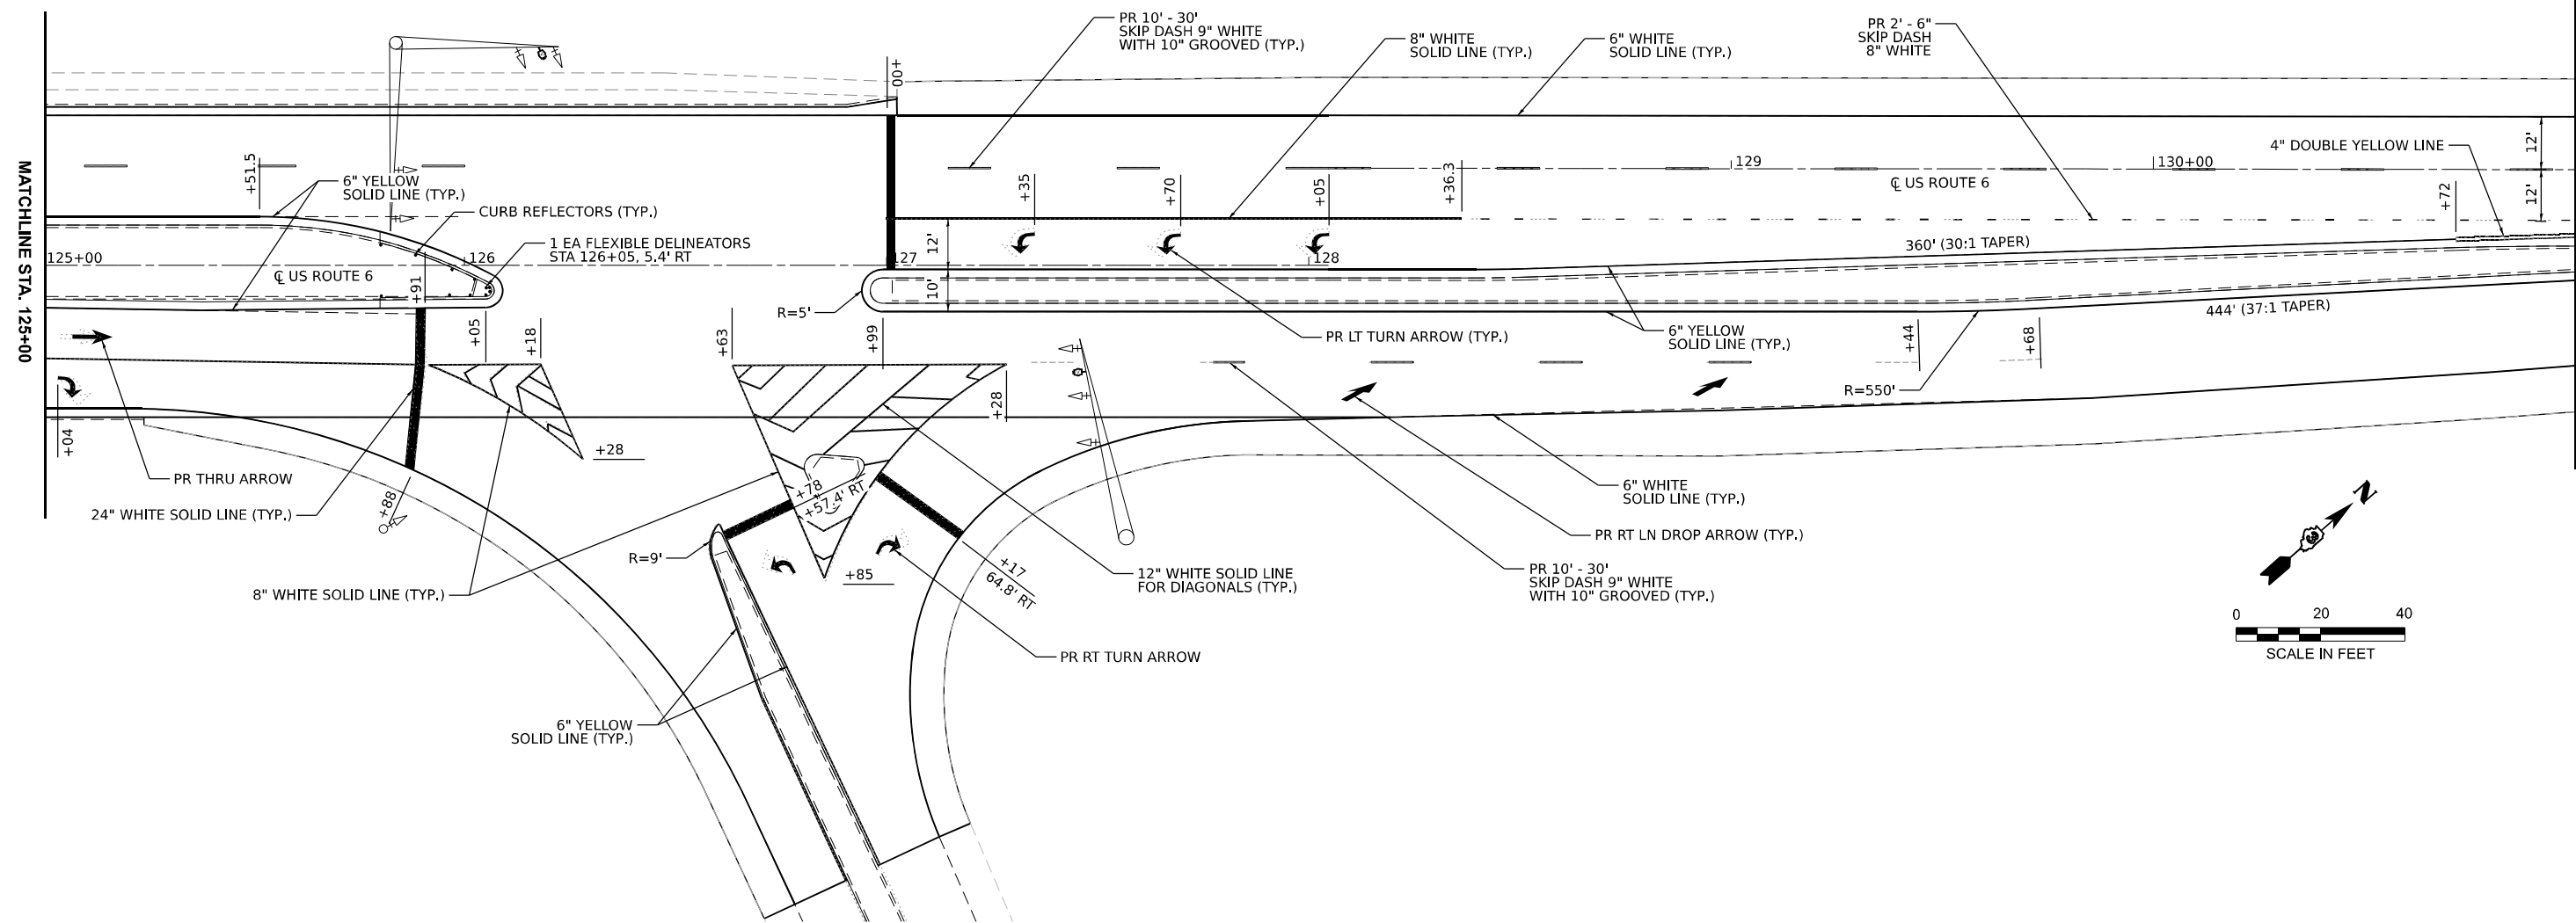 PR 10' - 30'
SKIP DASH 9" WHITE
WITH 10" GROOVED (TYP.)
8" WHITE
SOLID LINE (TYP.)
6" WHITE
SOLID LINE (TYP.)
PR 2' - 6"
SKIP DASH
8" WHITE
+00
4" DOUBLE YELLOW LINE
12'
12'
MATCHLINE STA. 125+00
+51.5
6" YELLOW
SOLID LINE (TYP.)
CURB REFLECTORS (TYP.)
1 EA FLEXIBLE DELINEATORS
STA 126+05, 5.4' RT
+35
+70
+05
+36.3
129
130+00
℄ US ROUTE 6
+72
125+00
℄ US ROUTE 6
126
127
128
12'
10'
360' (30:1 TAPER)
444' (37:1 TAPER)
+91
R=5'
+05
+18
+63
+99
PR LT TURN ARROW (TYP.)
6" YELLOW
SOLID LINE (TYP.)
+44
+68
R=550'
+04
+28
+28
PR THRU ARROW
24" WHITE SOLID LINE (TYP.)
+88
+78
+57.4' RT
6" WHITE
SOLID LINE (TYP.)
PR RT LN DROP ARROW (TYP.)
N
R=9'
8" WHITE SOLID LINE (TYP.)
+85
+17
64.8' RT
12" WHITE SOLID LINE
FOR DIAGONALS (TYP.)
PR 10' - 30'
SKIP DASH 9" WHITE
WITH 10" GROOVED (TYP.)
PR RT TURN ARROW
0 20 40
SCALE IN FEET
6" YELLOW
SOLID LINE (TYP.)